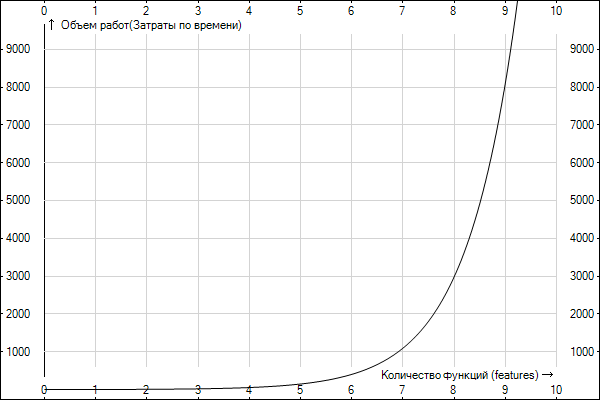 0 1 2 3 4 5 6 7 8 9 10
↑ Объем работ(Затраты по времени)
9000 9000
8000 8000
7000 7000
6000 6000
5000 5000
4000 4000
3000 3000
2000 2000
1000 1000
Количество функций (features) →
0 1 2 3 4 5 6 7 8 9 10